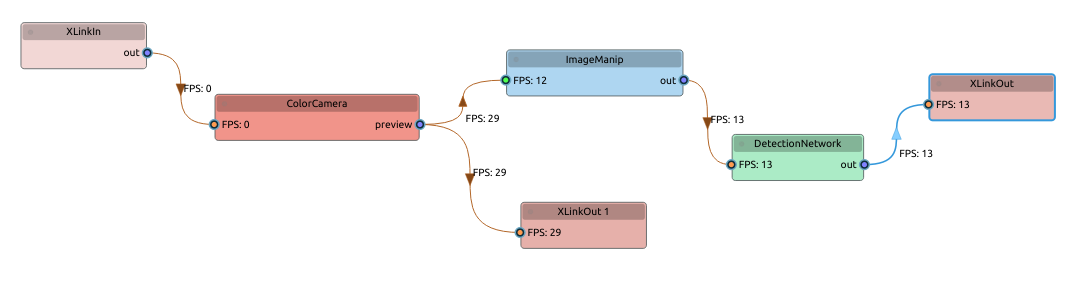 XLinkIn
out
FPS: 0
ColorCamera
FPS: 0
preview
FPS: 29
FPS: 29
ImageManip
FPS: 12
out
FPS: 13
XLinkOut 1
FPS: 29
DetectionNetwork
FPS: 13
out
FPS: 13
XLinkOut
FPS: 13